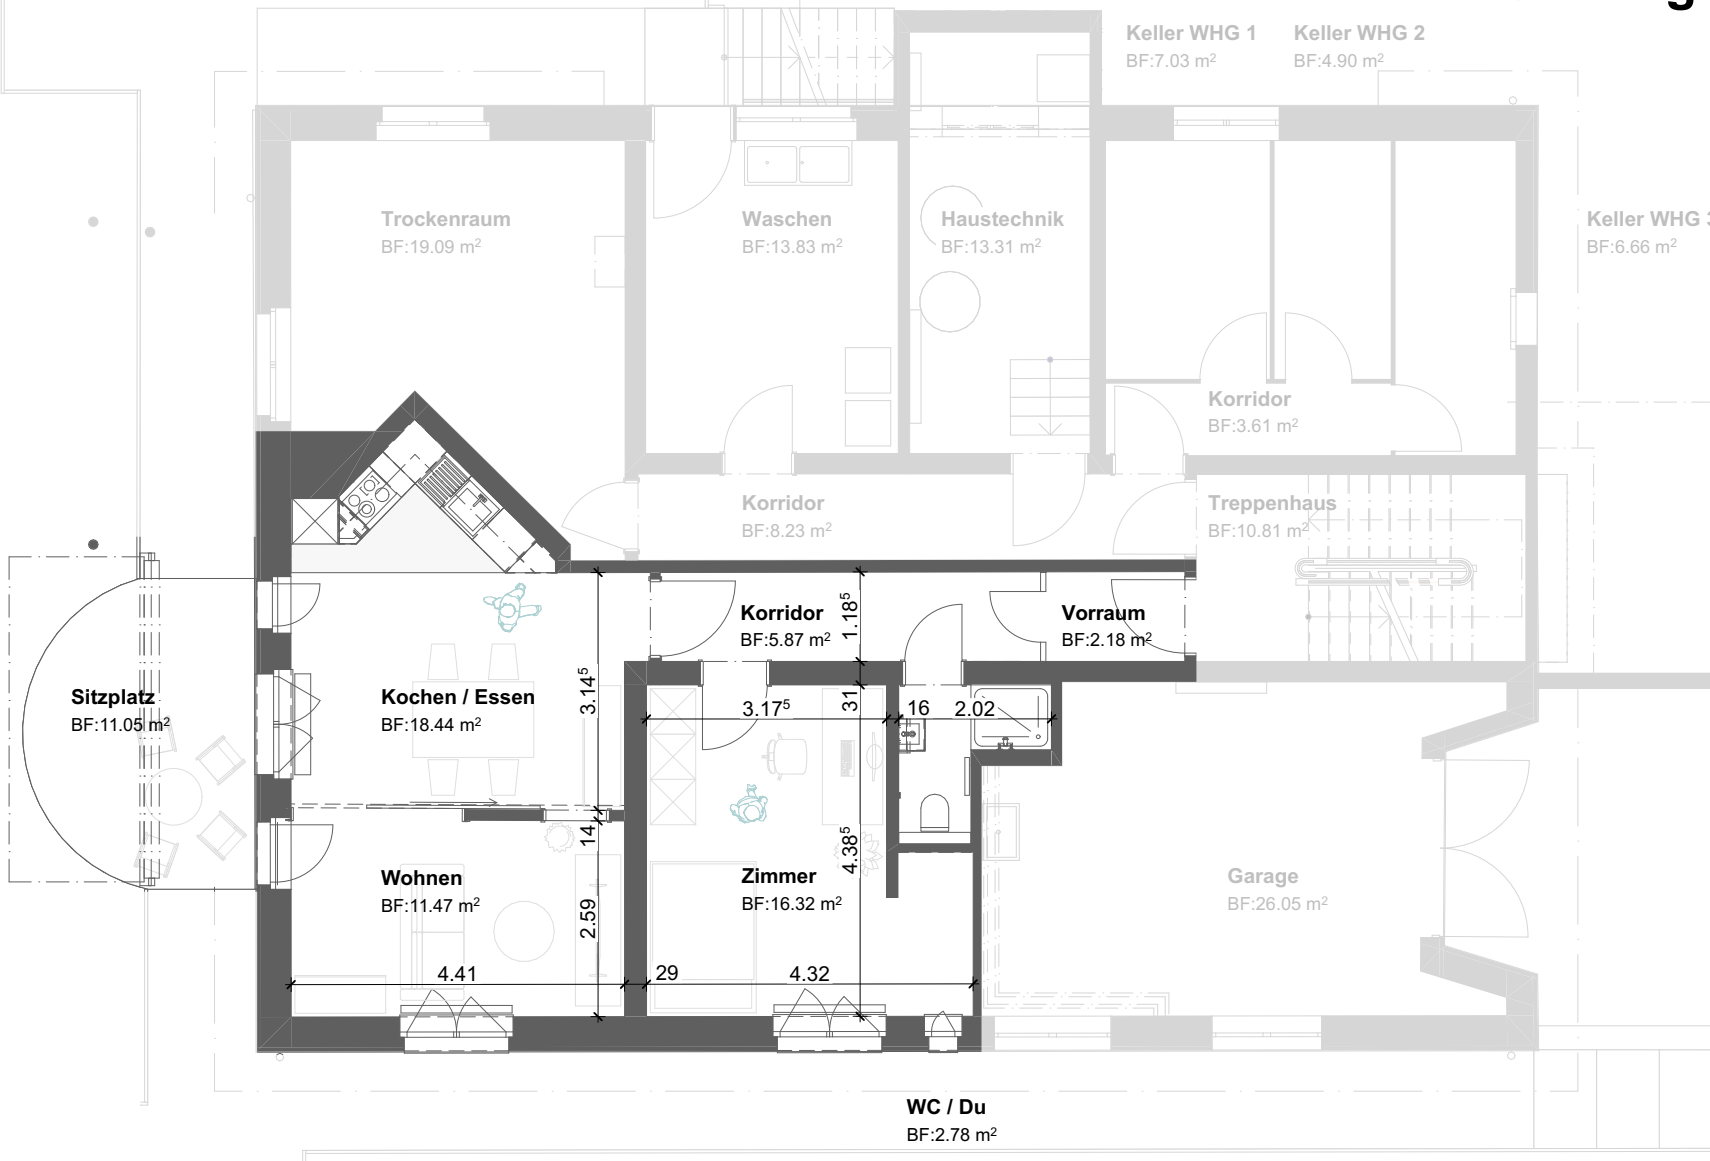 g
Keller WHG 1
BF:7.03 m²
Keller WHG 2
BF:4.90 m²
Trockenraum
BF:19.09 m²
Waschen
BF:13.83 m²
Haustechnik
BF:13.31 m²
Keller WHG 3
BF:6.66 m²
Korridor
BF:3.61 m²
Korridor
BF:8.23 m²
Treppenhaus
BF:10.81 m²
Korridor
BF:5.87 m²
1.18⁵
Vorraum
BF:2.18 m²
Sitzplatz
BF:11.05 m²
Kochen / Essen
BF:18.44 m²
3.14⁵
3.17⁵
31
16
2.02
14
4.38⁵
Wohnen
BF:11.47 m²
2.59
Zimmer
BF:16.32 m²
Garage
BF:26.05 m²
4.41
29
4.32
WC / Du
BF:2.78 m²